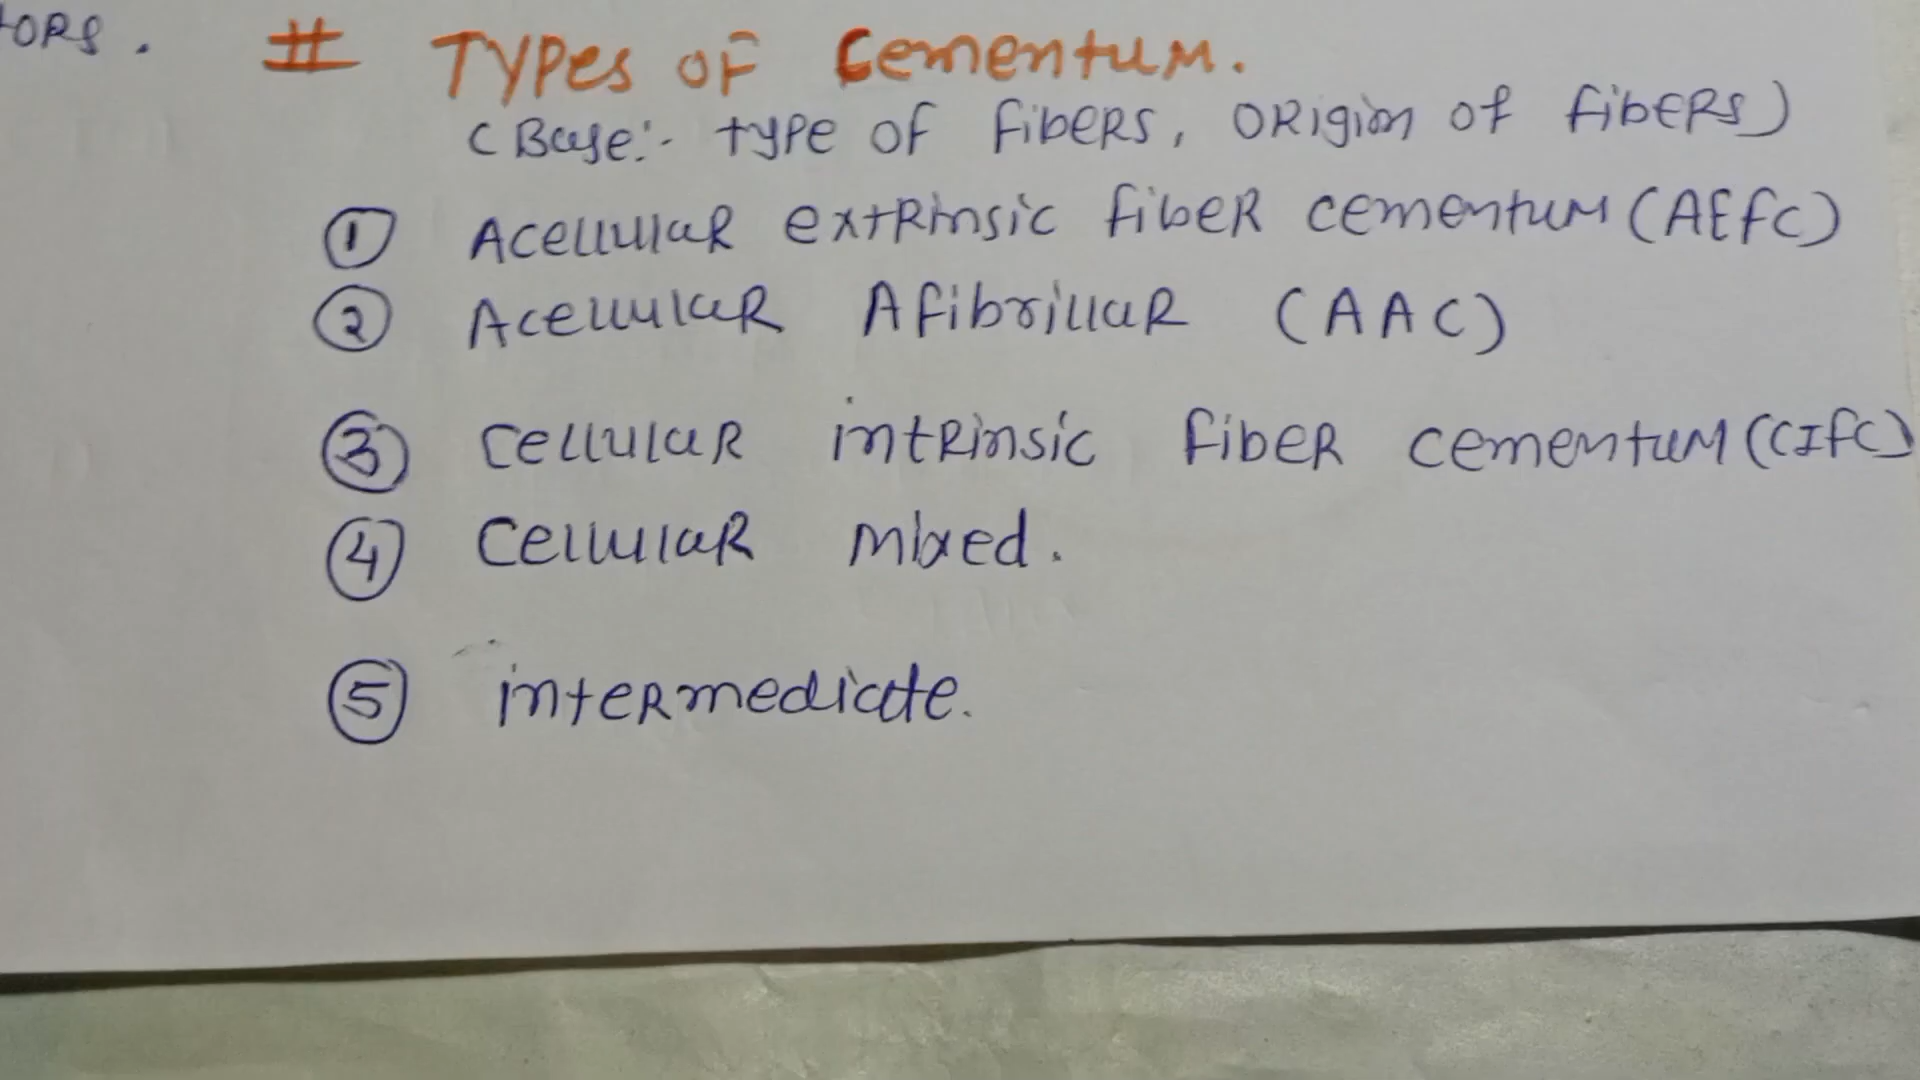 # Types of Cementum.
(Base:- type of fibers, origin of fibers)
① Acellular extrinsic fiber cementum (AEFC)
② Acellular Afibrillar (AAC)
③ Cellular intrinsic fiber cementum (CIFC)
④ Cellular mixed.
⑤ intermediate.